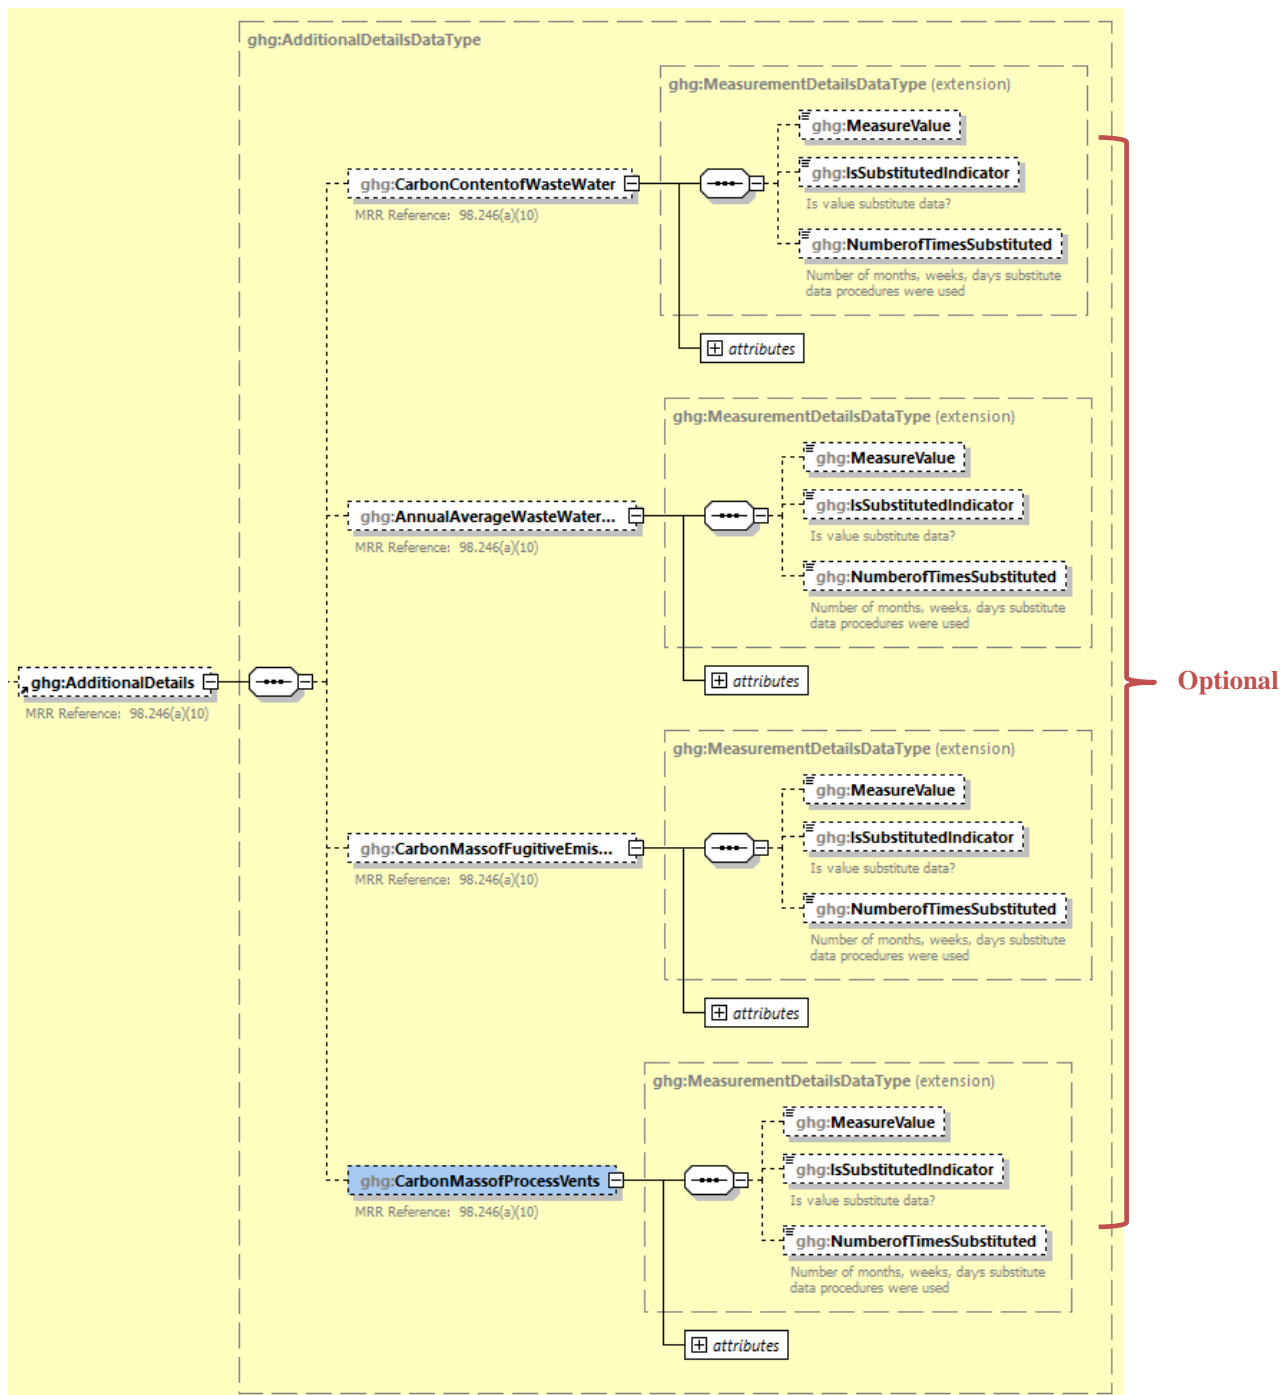 ghg:AdditionalDetailsDataType
ghg:MeasurementDetailsDataType (extension)
ghg:MeasureValue
ghg:IsSubstitutedIndicator
Is value substitute data?
ghg:NumberofTimesSubstituted
Number of months, weeks, days substitute
data procedures were used
ghg:CarbonContentofWasteWater
MRR Reference: 98.246(a)(10)
attributes
ghg:MeasurementDetailsDataType (extension)
ghg:MeasureValue
ghg:IsSubstitutedIndicator
Is value substitute data?
ghg:NumberofTimesSubstituted
Number of months, weeks, days substitute
data procedures were used
ghg:AnnualAverageWasteWater...
MRR Reference: 98.246(a)(10)
attributes
ghg:AdditionalDetails
MRR Reference: 98.246(a)(10)
Optional
ghg:MeasurementDetailsDataType (extension)
ghg:MeasureValue
ghg:IsSubstitutedIndicator
Is value substitute data?
ghg:NumberofTimesSubstituted
Number of months, weeks, days substitute
data procedures were used
ghg:CarbonMassofFugitiveEmis...
MRR Reference: 98.246(a)(10)
attributes
ghg:MeasurementDetailsDataType (extension)
ghg:MeasureValue
ghg:IsSubstitutedIndicator
Is value substitute data?
ghg:NumberofTimesSubstituted
Number of months, weeks, days substitute
data procedures were used
ghg:CarbonMassofProcessVents
MRR Reference: 98.246(a)(10)
attributes